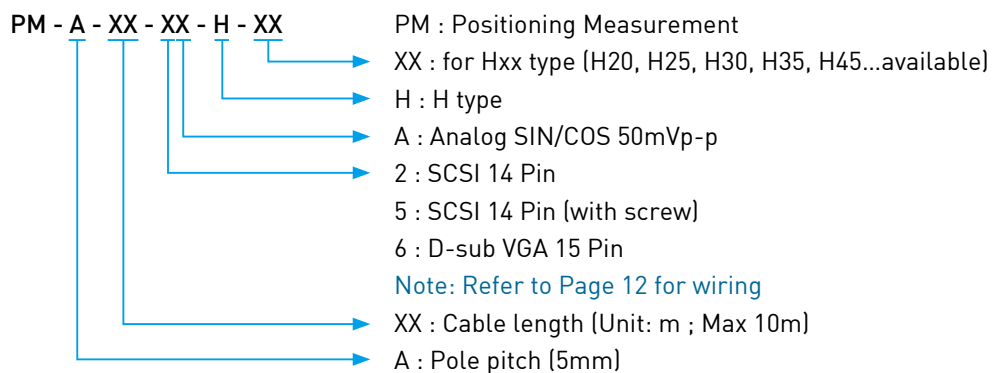 PM - A - XX - XX - H - XX
PM : Positioning Measurement
XX : for Hxx type (H20, H25, H30, H35, H45...available)
H : H type
A : Analog SIN/COS 50mVp-p
2 : SCSI 14 Pin
5 : SCSI 14 Pin (with screw)
6 : D-sub VGA 15 Pin
Note: Refer to Page 12 for wiring
XX : Cable length (Unit: m ; Max 10m)
A : Pole pitch (5mm)